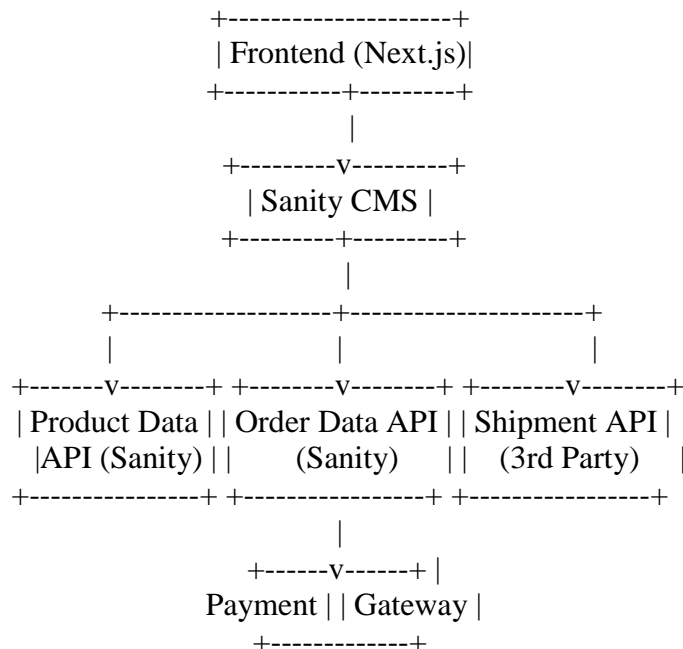 +-----------------------+
| Frontend (Next.js)|
+-----------+---------+
|
+---------v---------+
| Sanity CMS |
+---------+---------+
|
+--------------------+---------------------+
|                    |                     |
+-------v--------+ +-------v--------+ +-------v--------+
| Product Data | | Order Data API | | Shipment API |
|API (Sanity) | | (Sanity) | | (3rd Party) |
+----------------+ +----------------+ +----------------+
|
+------v------+ |
Payment | | Gateway |
+-------------+